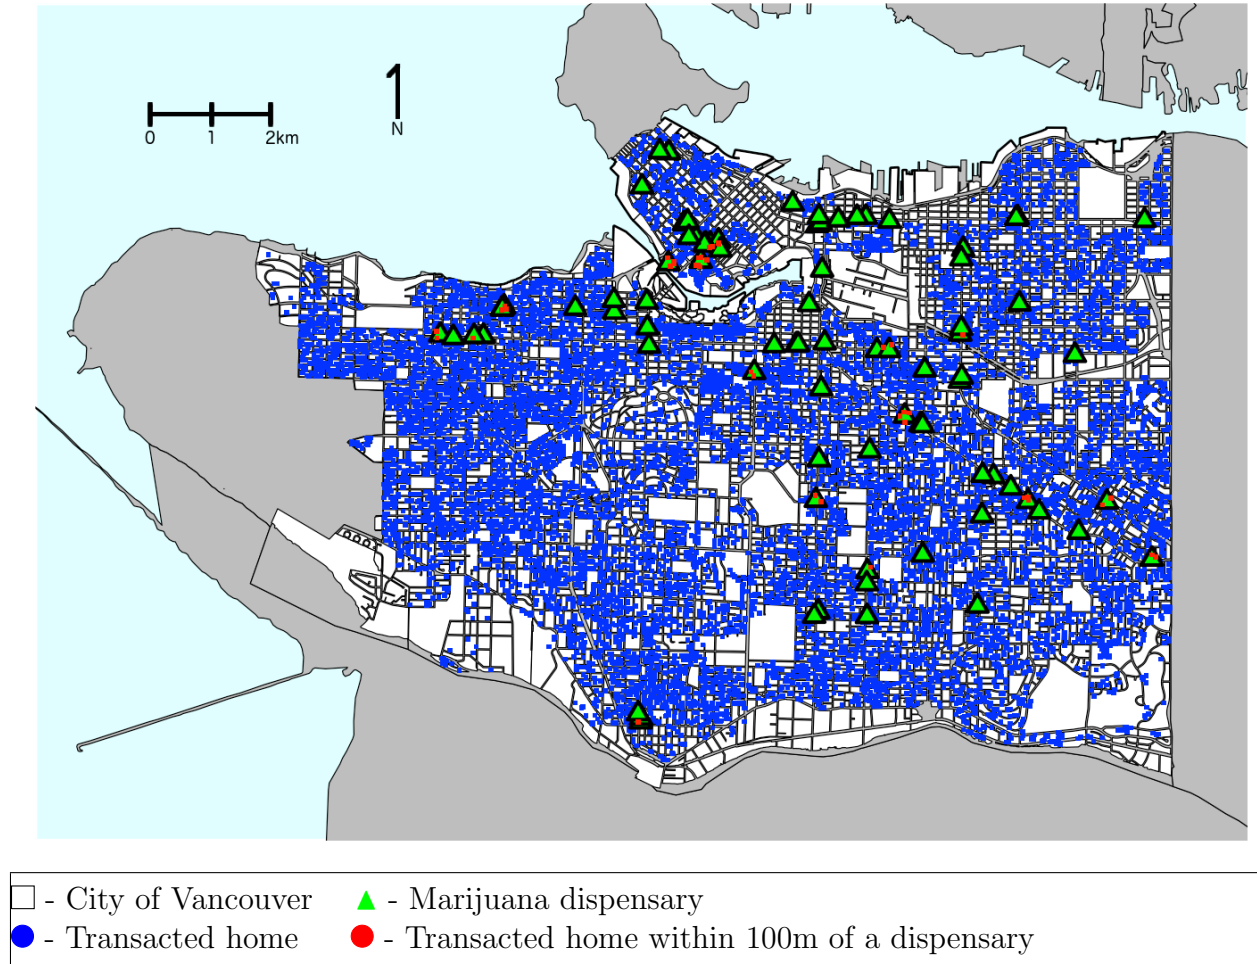 N
0 1 2km
- City of Vancouver - Marijuana dispensary
- Transacted home - Transacted home within 100m of a dispensary